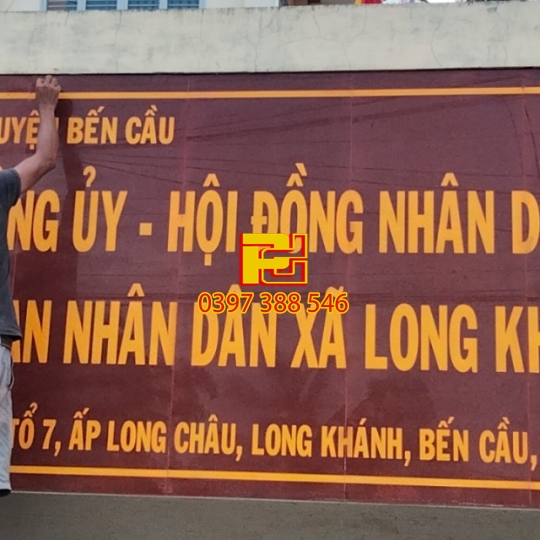 UYỆN BẾN CẦU
NG ỦY - HỘI ĐỒNG NHÂN D
0397 388 546
AN NHÂN DÂN XÃ LONG KH
TỔ 7, ẤP LONG CHÂU, LONG KHÁNH, BẾN CẦU,